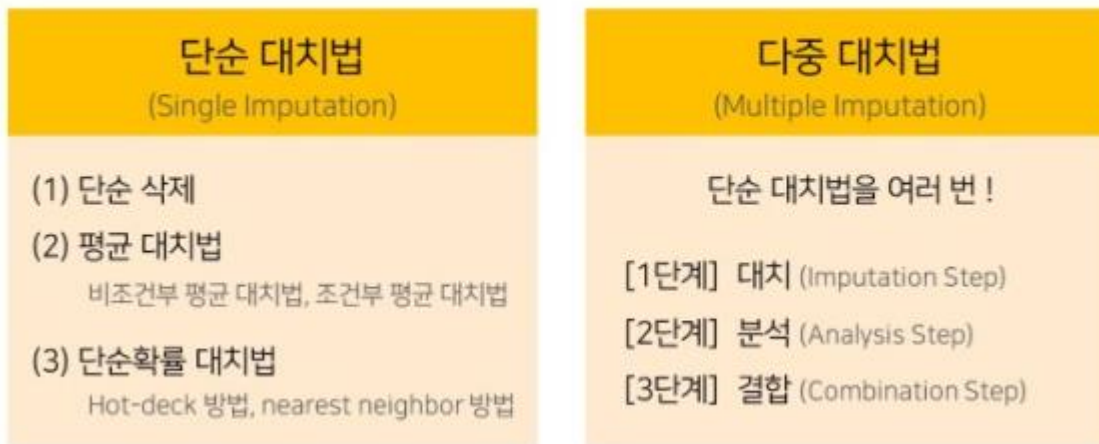 단순 대치법
(Single Imputation)
(1) 단순 삭제
(2) 평균 대치법
비조건부 평균 대치법, 조건부 평균 대치법
(3) 단순확률 대치법
Hot-deck 방법, nearest neighbor 방법
다중 대치법
(Multiple Imputation)
단순 대치법을 여러 번 !
[1단계] 대치 (Imputation Step)
[2단계] 분석 (Analysis Step)
[3단계] 결합 (Combination Step)